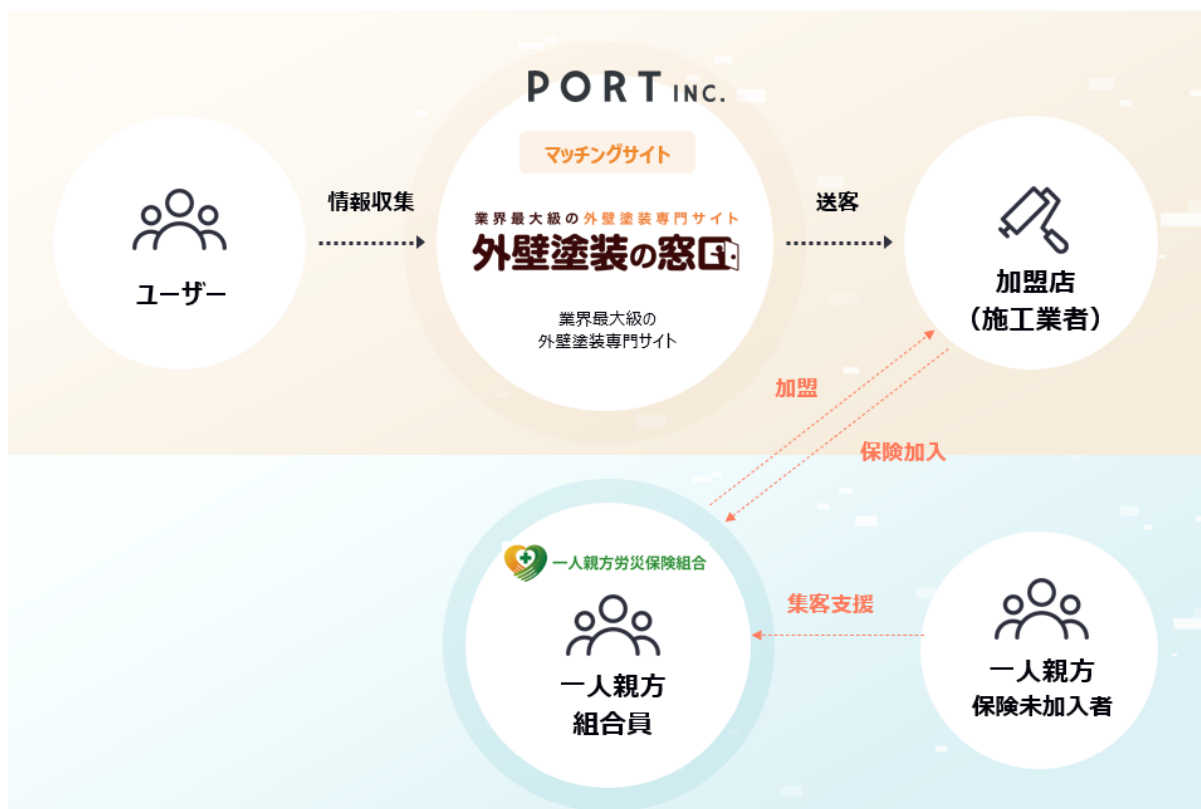 PORT INC.
マッチングサイト
情報収集
送客
業界最大級の外壁塗装専門サイト
外壁塗装の窓口
ユーザー
加盟店
（施工業者）
業界最大級の
外壁塗装専門サイト
加盟
保険加入
一人親方労災保険組合
集客支援
一人親方
組合員
一人親方
保険未加入者